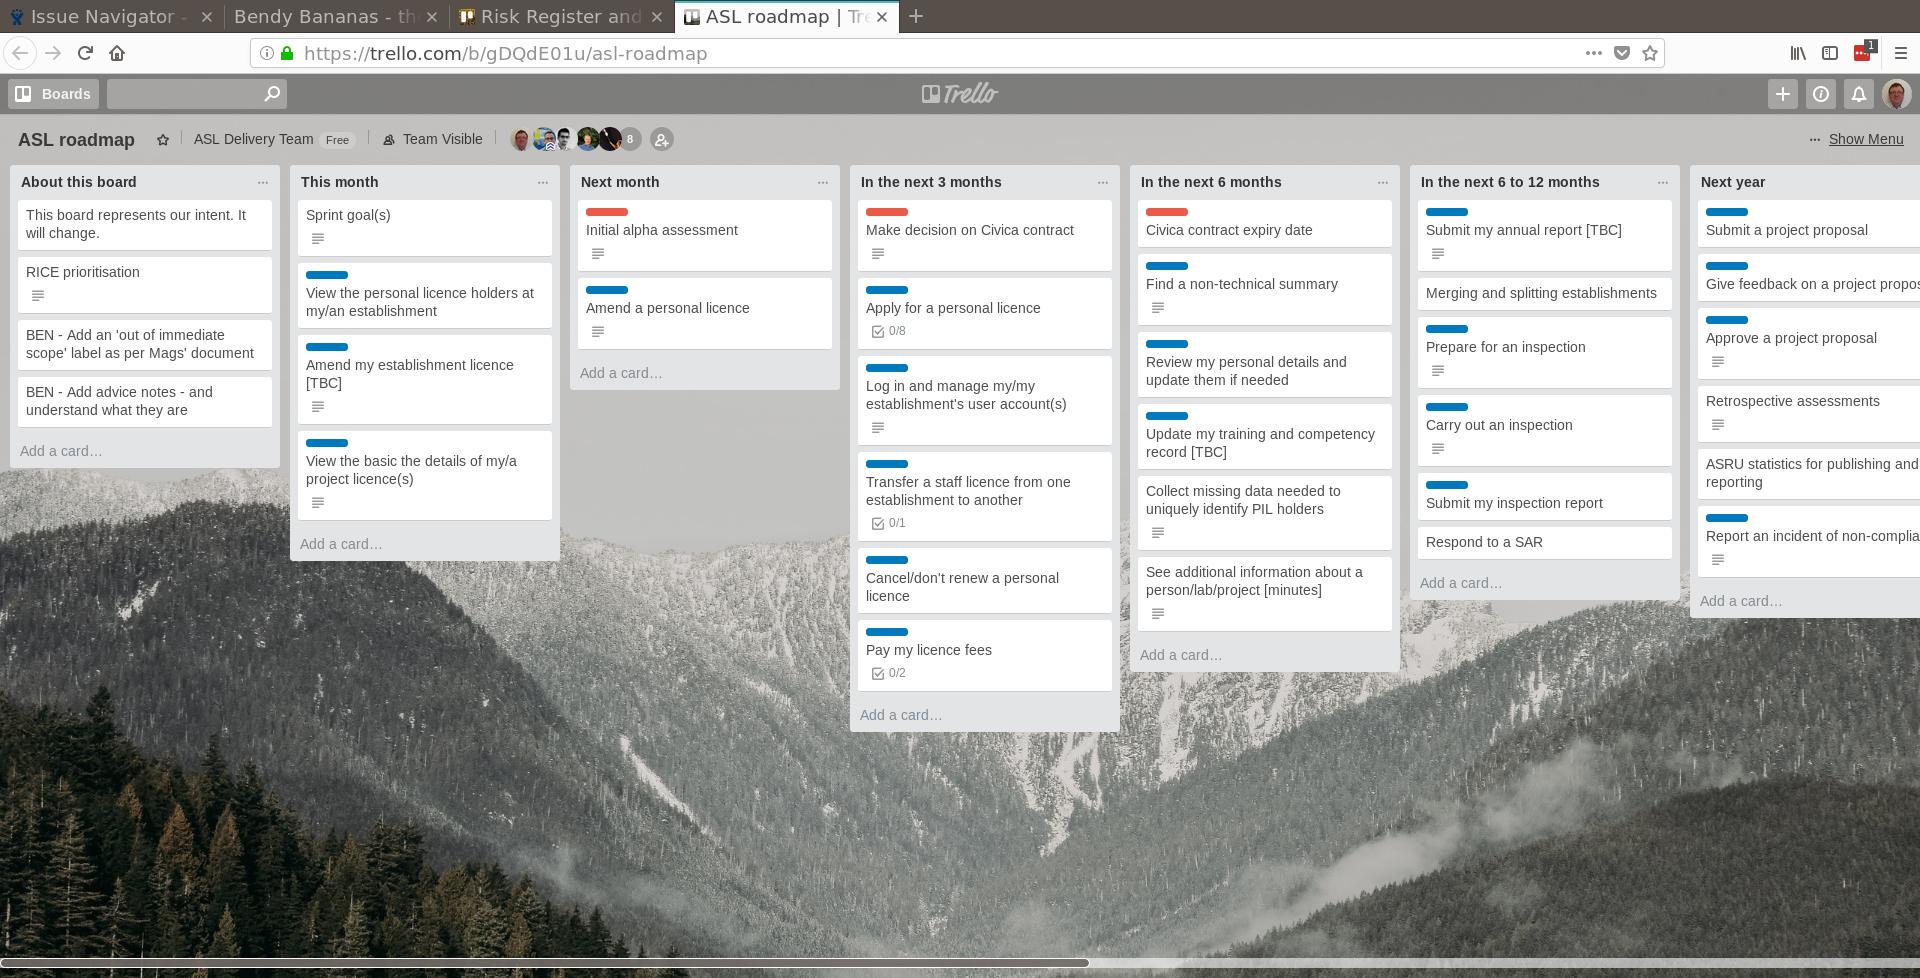 Issue Navigator -
Bendy Bananas - the
Risk Register and
ASL roadmap | Tre
https://trello.com/b/gDQdE01u/asl-roadmap
1
Boards
Trello
ASL roadmap
ASL Delivery Team
Free
Team Visible
8
Show Menu
About this board
This board represents our intent. It
will change.
RICE prioritisation
BEN - Add an 'out of immediate
scope' label as per Mags' document
BEN - Add advice notes - and
understand what they are
Add a card…
This month
Sprint goal(s)
View the personal licence holders at
my/an establishment
Amend my establishment licence
[TBC]
View the basic the details of my/a
project licence(s)
Add a card…
Next month
Initial alpha assessment
Amend a personal licence
Add a card…
In the next 3 months
Make decision on Civica contract
Apply for a personal licence
0/8
Log in and manage my/my
establishment's user account(s)
Transfer a staff licence from one
establishment to another
0/1
Cancel/don't renew a personal
licence
Pay my licence fees
0/2
Add a card…
In the next 6 months
Civica contract expiry date
Find a non-technical summary
Review my personal details and
update them if needed
Update my training and competency
record [TBC]
Collect missing data needed to
uniquely identify PIL holders
See additional information about a
person/lab/project [minutes]
Add a card…
In the next 6 to 12 months
Submit my annual report [TBC]
Merging and splitting establishments
Prepare for an inspection
Carry out an inspection
Submit my inspection report
Respond to a SAR
Add a card…
Next year
Submit a project proposal
Give feedback on a project propos
Approve a project proposal
Retrospective assessments
ASRU statistics for publishing and
reporting
Report an incident of non-complia
Add a card…